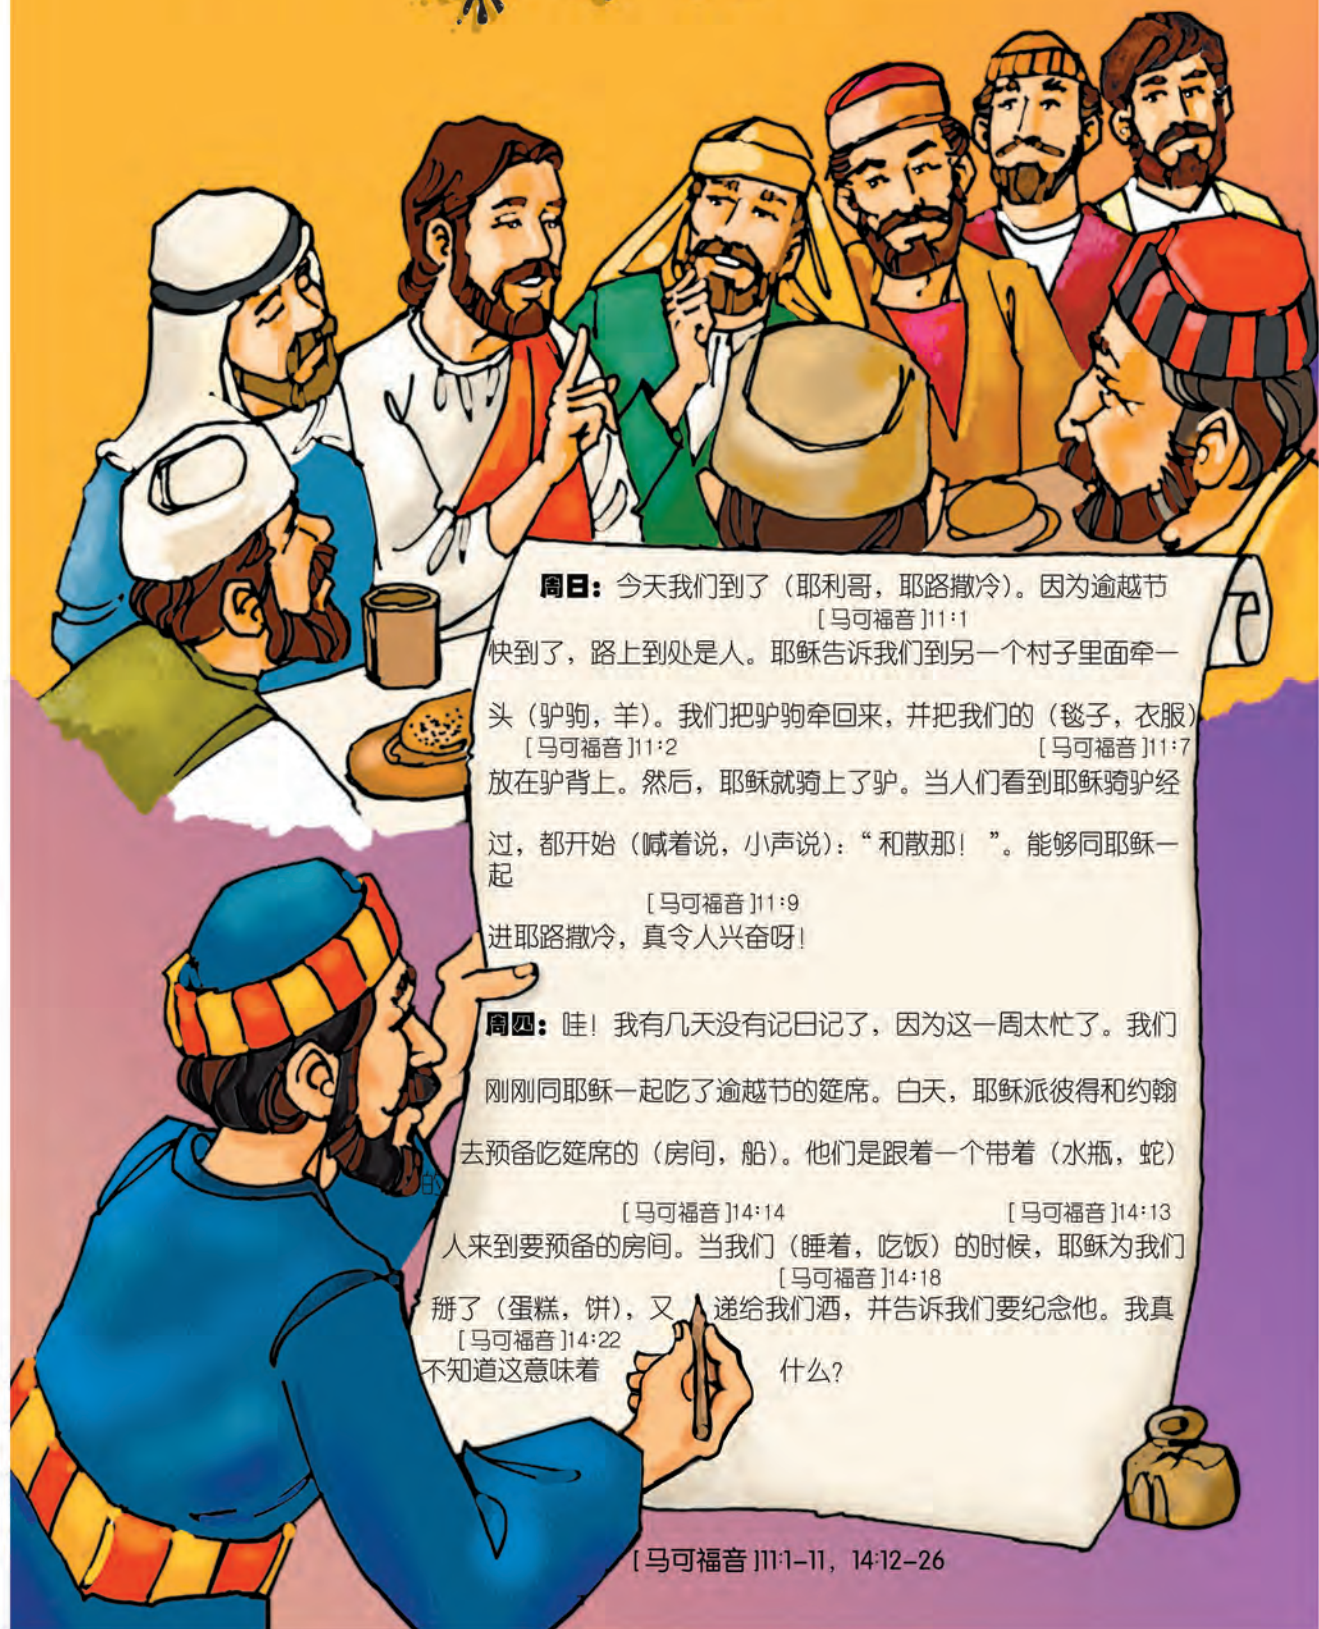 周日：今天我们到了（耶利哥，耶路撒冷）。因为逾越节
[马可福音]11:1
快到了，路上到处是人。耶稣告诉我们到另一个村子里面牵一
头（驴驹，羊）。我们把驴驹牵回来，并把我们的（毯子，衣服）
[马可福音]11:2 [马可福音]11:7
放在驴背上。然后，耶稣就骑上了驴。当人们看到耶稣骑驴经
过，都开始（喊着说，小声说）：“和散那！”。能够同耶稣一
起
[马可福音]11:9
进耶路撒冷，真令人兴奋呀！
周四：哇！我有几天没有记日记了，因为这一周太忙了。我们
刚刚同耶稣一起吃了逾越节的筵席。白天，耶稣派彼得和约翰
去预备吃筵席的（房间，船）。他们是跟着一个带着（水瓶，蛇）
的
[马可福音]14:14 [马可福音]14:13
人来到要预备的房间。当我们（睡着，吃饭）的时候，耶稣为我们
[马可福音]14:18
掰了（蛋糕，饼），又递给我们酒，并告诉我们要纪念他。我真
[马可福音]14:22
不知道这意味着什么？
[马可福音]11:1–11，14:12–26